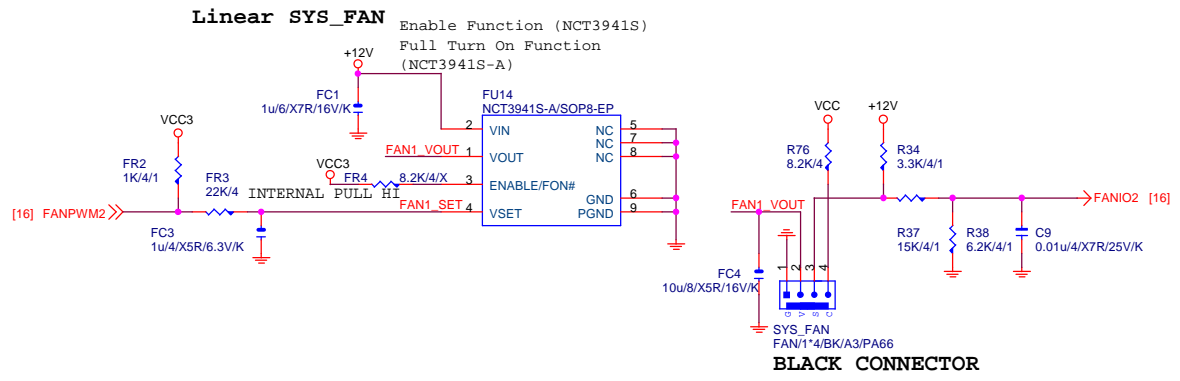 Linear SYS_FAN
Enable Function (NCT3941S)
Full Turn On Function
(NCT3941S-A)
+12V
FC1
1u/6/X7R/16V/K
FU14
NCT3941S-A/SOP8-EP
2 VIN NC 5
NC 7
FAN1_VOUT 1 VOUT NC 8
VCC3
FR4 8.2K/4/X 3 ENABLE/FON#
INTERNAL PULL HI
GND 6
FAN1_SET 4 VSET PGND 9
VCC3
FR2
1K/4/1
FR3
22K/4
[16] FANPWM2
FC3
1u/4/X5R/6.3V/K
VCC +12V
R76
8.2K/4
R34
3.3K/4/1
FAN1_VOUT
FANIO2 [16]
R37
15K/4/1
R38
6.2K/4/1
C9
0.01u/4/X7R/25V/K
FC4
10u/8/X5R/16V/K
1 2 3 4
G V S C
SYS_FAN
FAN/1*4/BK/A3/PA66
BLACK CONNECTOR